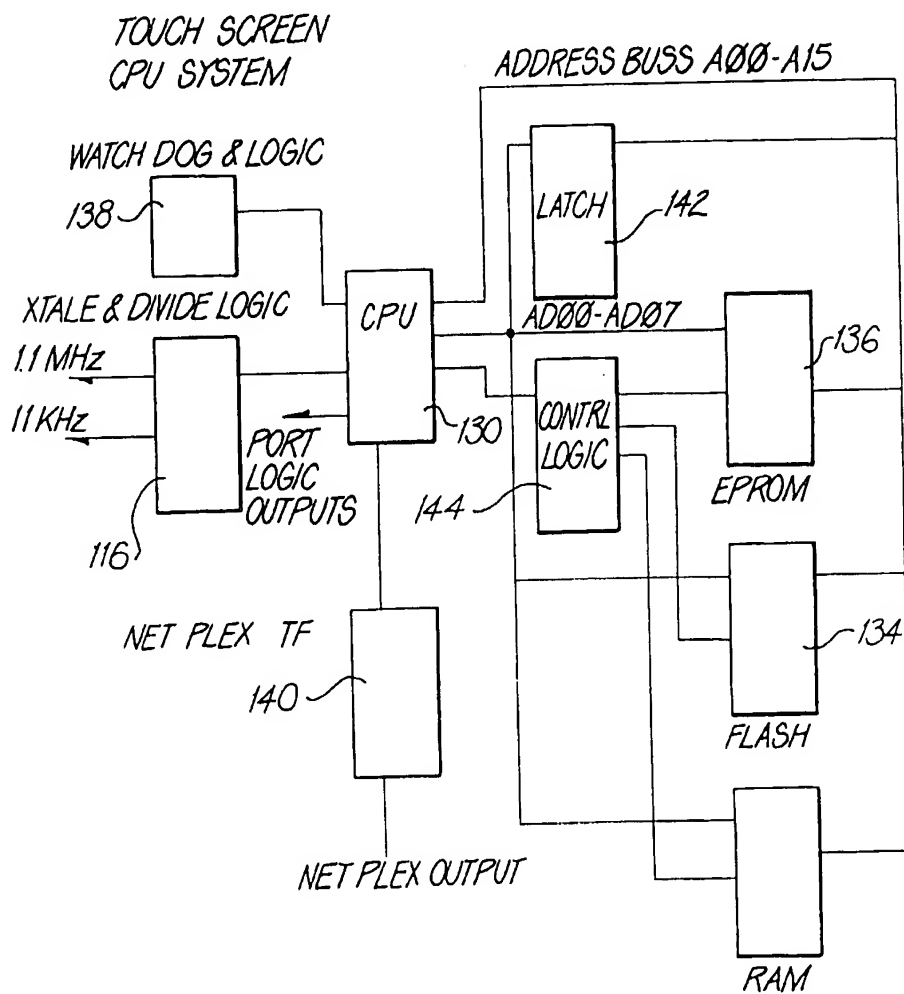 TOUCH SCREEN
CPU SYSTEM
ADDRESS BUSS AØØ-A15
WATCH DOG & LOGIC
138
LATCH
142
XTALE & DIVIDE LOGIC
CPU
ADØØ-ADØ7
1.1 MHz
136
11 KHz
130
CONTRL
LOGIC
PORT
LOGIC
OUTPUTS
144
EPROM
116
NET PLEX TF
134
140
FLASH
NET PLEX OUTPUT
RAM